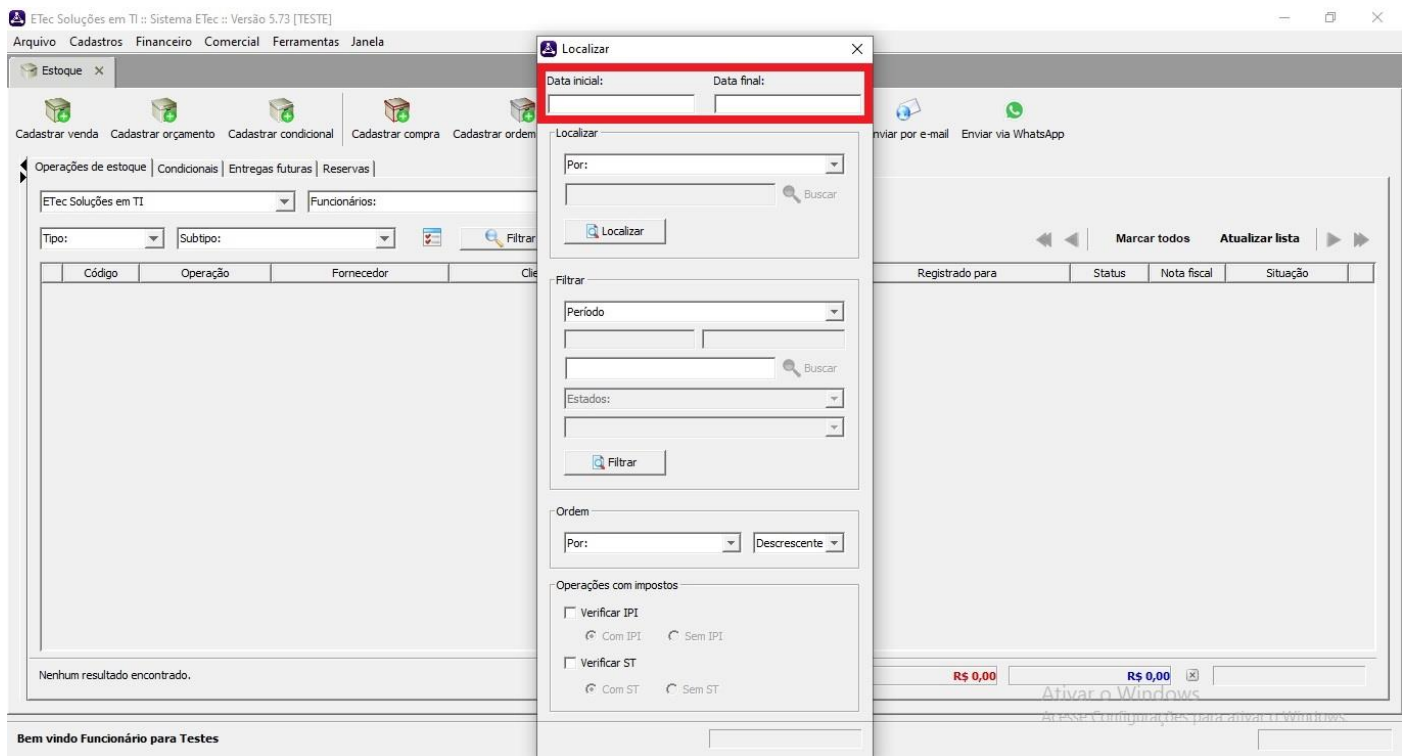 ETec Soluções em TI :: Sistema ETec :: Versão 5.73 [TESTE]
Arquivo Cadastros Financeiro Comercial Ferramentas Janela
Estoque
Cadastrar venda Cadastrar orçamento Cadastrar condicional Cadastrar compra Cadastrar ordem
nviar por e-mail Enviar via WhatsApp
Operações de estoque Condicionais Entregas futuras Reservas
ETec Soluções em TI Funcionários:
Tipo: Subtipo: Filtrar
Marcar todos Atualizar lista
Código Operação Fornecedor Clie
Registrado para Status Nota fiscal Situação
Localizar
Data inicial: Data final:
Localizar
Por:
Buscar
Localizar
Filtrar
Período
Buscar
Estados:
Filtrar
Ordem
Por: Descrescente
Operações com impostos
Verificar IPI
Com IPI Sem IPI
Verificar ST
Com ST Sem ST
Nenhum resultado encontrado.
R$ 0,00 R$ 0,00
Ativar o Windows
Acesse Configurações para ativar o Windows.
Bem vindo Funcionário para Testes